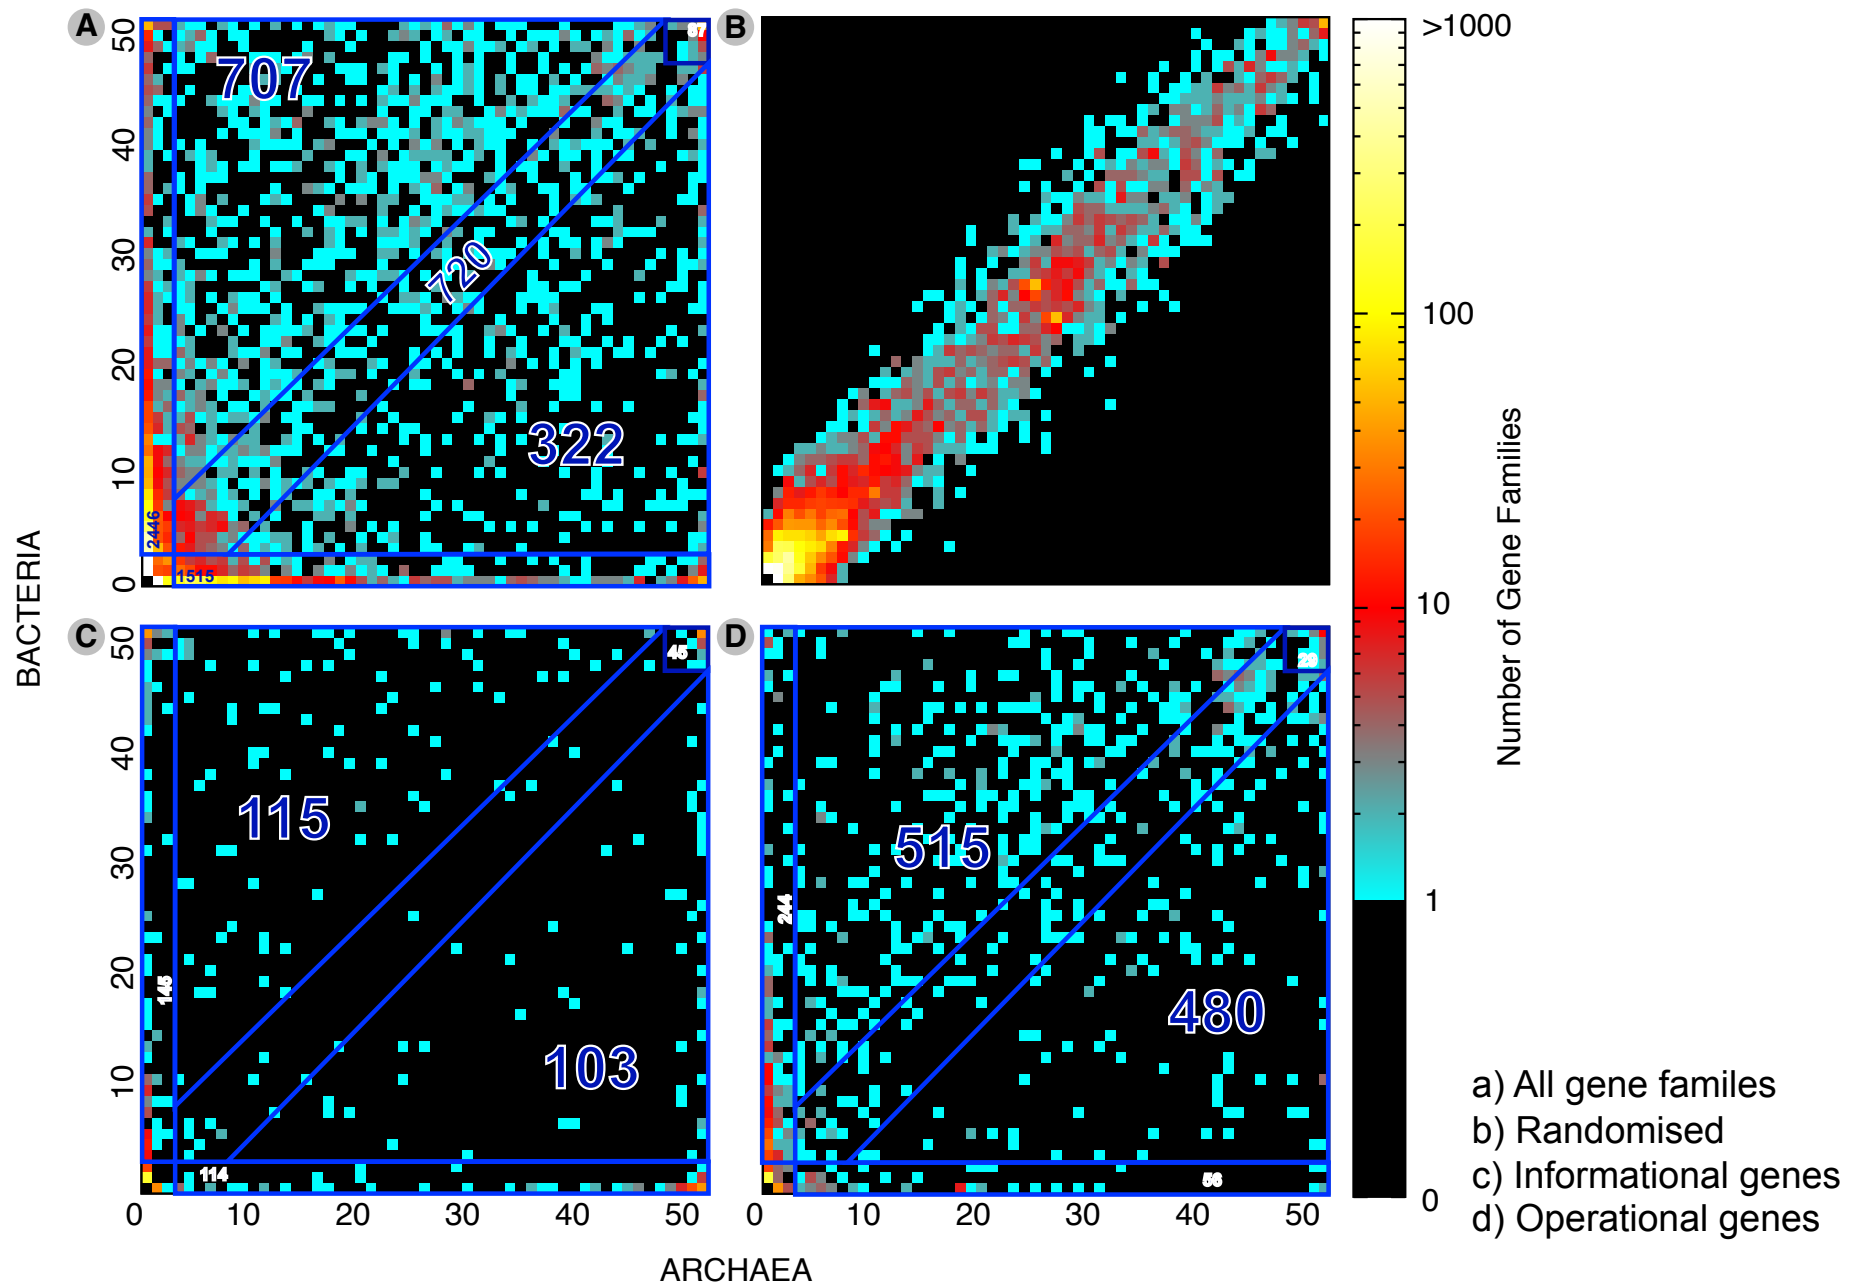 A
B
50
40
30
20
10
0
707
87
720
322
2446
1515
>1000
100
10
1
0
Number of Gene Families
BACTERIA
C
D
50
40
30
20
10
45
115
145
103
114
29
515
244
480
56
0 10 20 30 40 50
0 10 20 30 40 50
ARCHAEA
a) All gene familes
b) Randomised
c) Informational genes
d) Operational genes